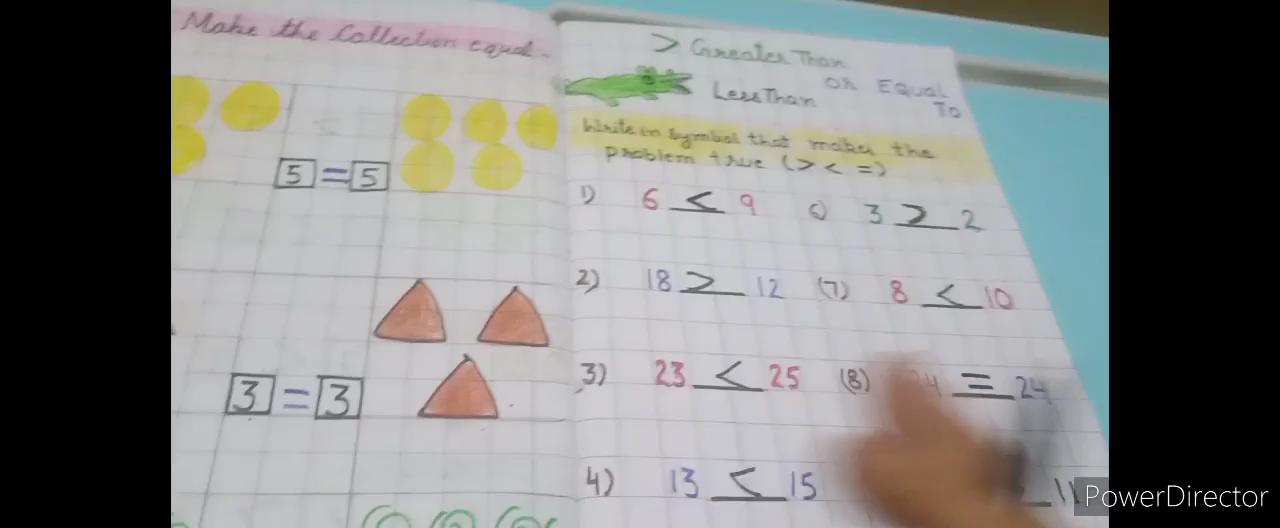 Make the Collection equal.
5 = 5
3 = 3
> Greater Than
Less Than
OR EQUAL
TO
Write in symbol that makes the
problem true (> < =)
1) 6 < 9
6) 3 > 2
2) 18 > 12
(7) 8 < 10
3) 23 < 25
(8) = 24
4) 13 < 15
11
PowerDirector